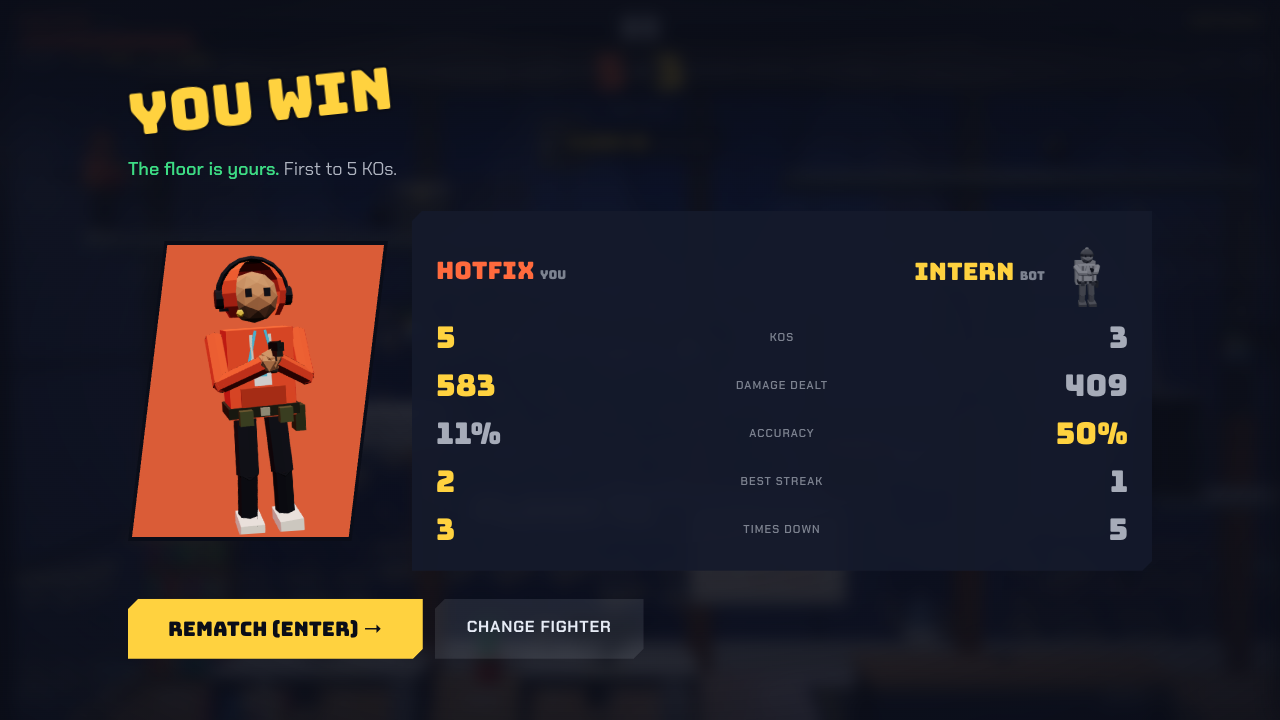 YOU WIN
The floor is yours. First to 5 KOs.
HOTFIX YOU INTERN BOT
5 KOS 3
583 DAMAGE DEALT 409
11% ACCURACY 50%
2 BEST STREAK 1
3 TIMES DOWN 5
REMATCH (ENTER) → CHANGE FIGHTER